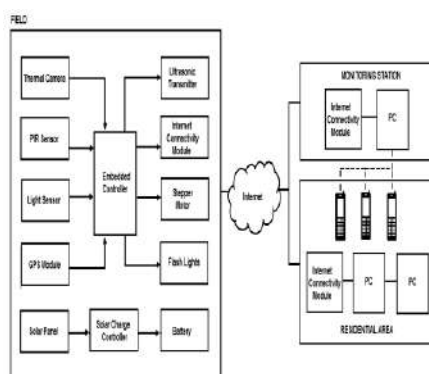 FIELD
Thermal Camera
PIR Sensor
Light Sensor
GPS Module
Solar Panel
Embedded
Controller
Solar Charge
Controller
Ultrasonic
Transmitter
Internet
Connectivity
Module
Stepper
Motor
Flash Lights
Battery
Internet
MONITORING STATION
Internet
Connectivity
Module
PC
Internet
Connectivity
Module
PC
PC
RESIDENTIAL AREA